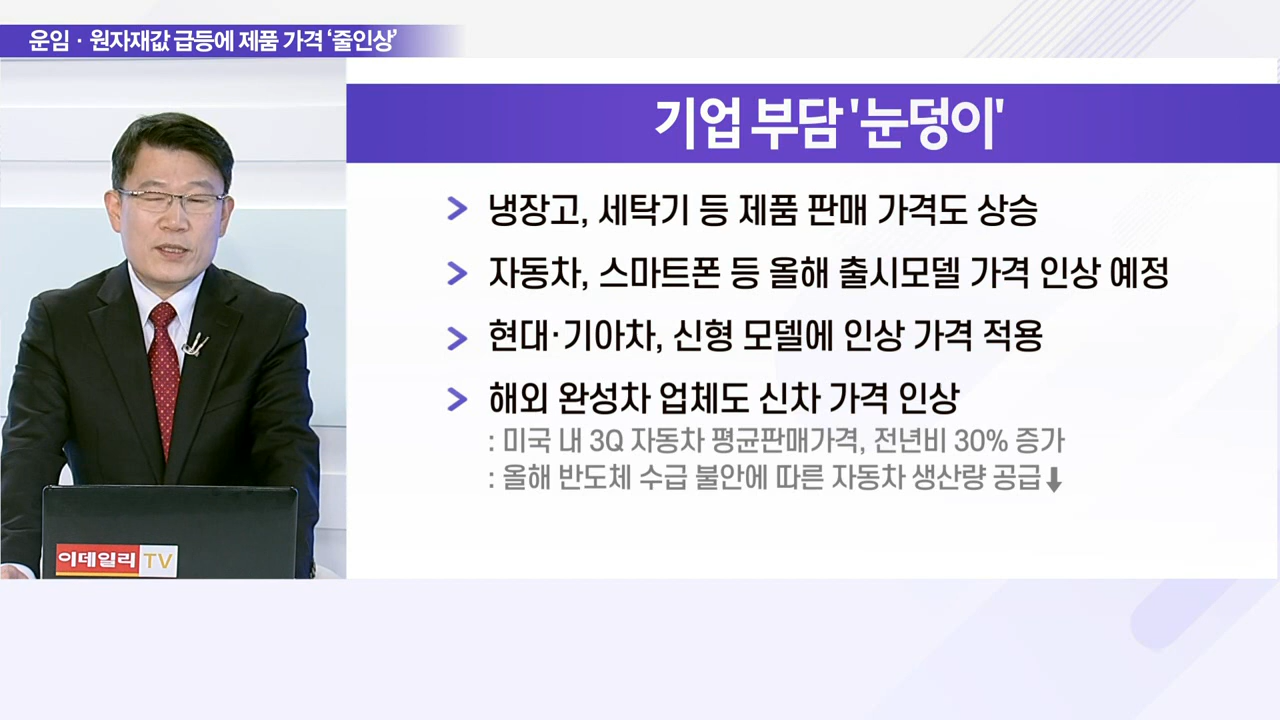 운임 · 원자재값 급등에 제품 가격 ‘줄인상’
기업 부담 '눈덩이'
냉장고, 세탁기 등 제품 판매 가격도 상승
자동차, 스마트폰 등 올해 출시모델 가격 인상 예정
현대·기아차, 신형 모델에 인상 가격 적용
해외 완성차 업체도 신차 가격 인상
: 미국 내 3Q 자동차 평균판매가격, 전년비 30% 증가
: 올해 반도체 수급 불안에 따른 자동차 생산량 공급↓
이데일리 TV